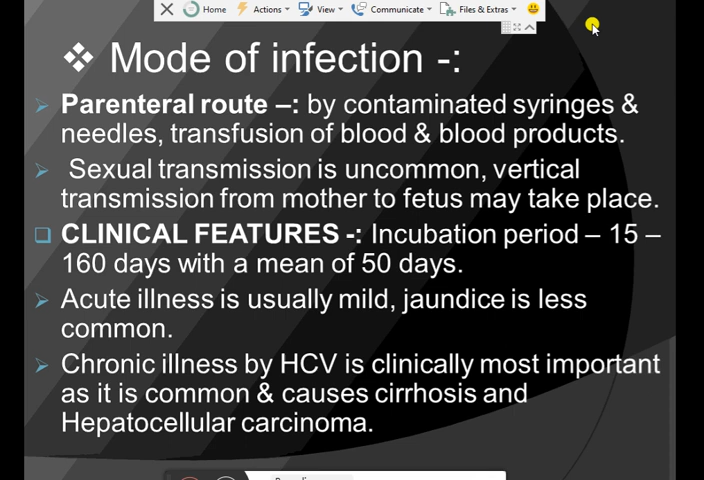 Home Actions View Communicate Files & Extras
Mode of infection -:
Parenteral route –: by contaminated syringes &
needles, transfusion of blood & blood products.
Sexual transmission is uncommon, vertical
transmission from mother to fetus may take place.
CLINICAL FEATURES -: Incubation period – 15 –
160 days with a mean of 50 days.
Acute illness is usually mild, jaundice is less
common.
Chronic illness by HCV is clinically most important
as it is common & causes cirrhosis and
Hepatocellular carcinoma.